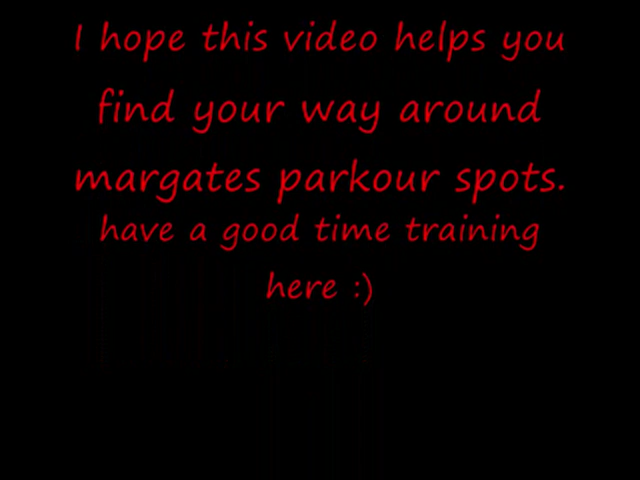 I hope this video helps you
find your way around
margates parkour spots.
have a good time training
here :)